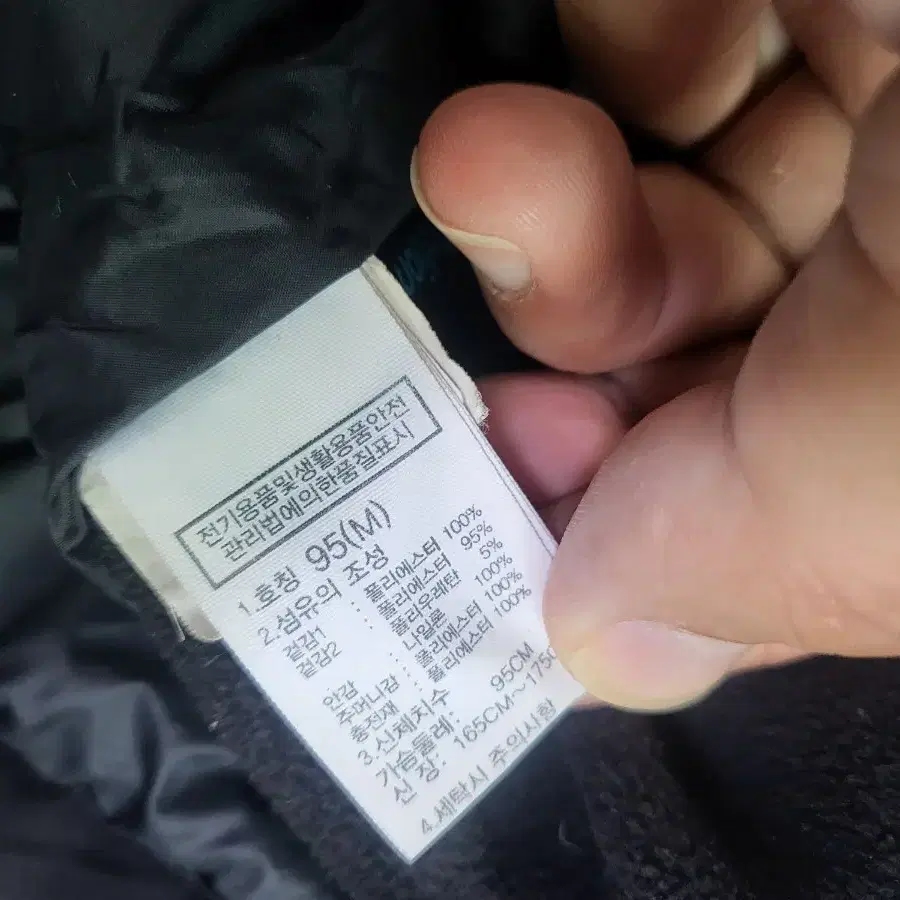 전기용품및생활용품안전
관리법에의한품질표시
1.호칭 95(M)
2.섬유의 조성
겉감1 : 폴리에스터 100%
겉감2 : 폴리에스터 95%
폴리우레탄 5%
안감 : 나일론 100%
주머니감 : 폴리에스터 100%
충전재 : 폴리에스터 100%
3.신체치수
가슴둘레: 95CM
신 장: 165CM~175C
4.세탁시 주의사항